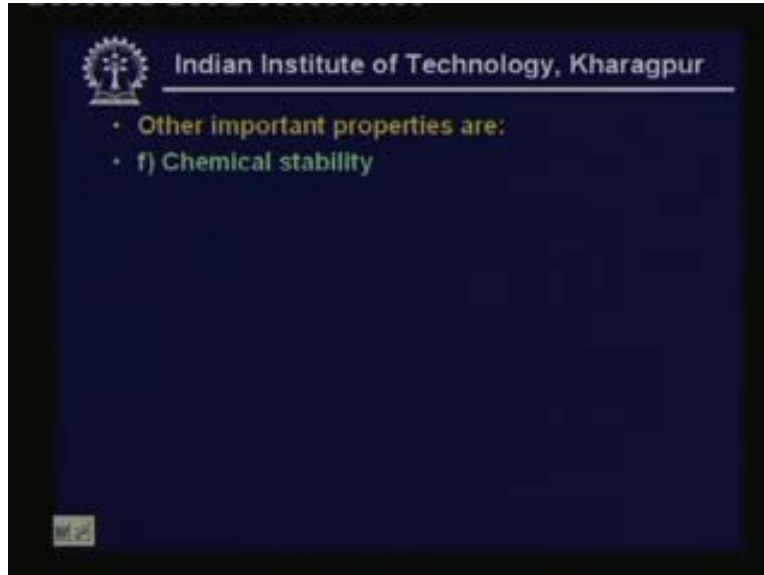 Indian Institute of Technology, Kharagpur
• Other important properties are:
• f) Chemical stability